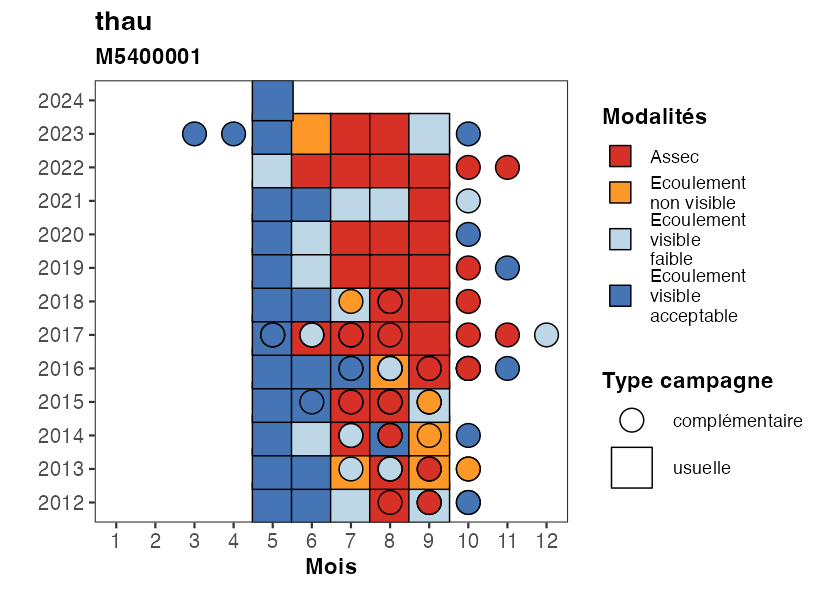 thau
M5400001
2024
2023
2022
2021
2020
2019
2018
2017
2016
2015
2014
2013
2012
1 2 3 4 5 6 7 8 9 10 11 12
Mois
Modalités
Assec
Ecoulement
non visible
Ecoulement
visible
faible
Ecoulement
visible
acceptable
Type campagne
complémentaire
usuelle